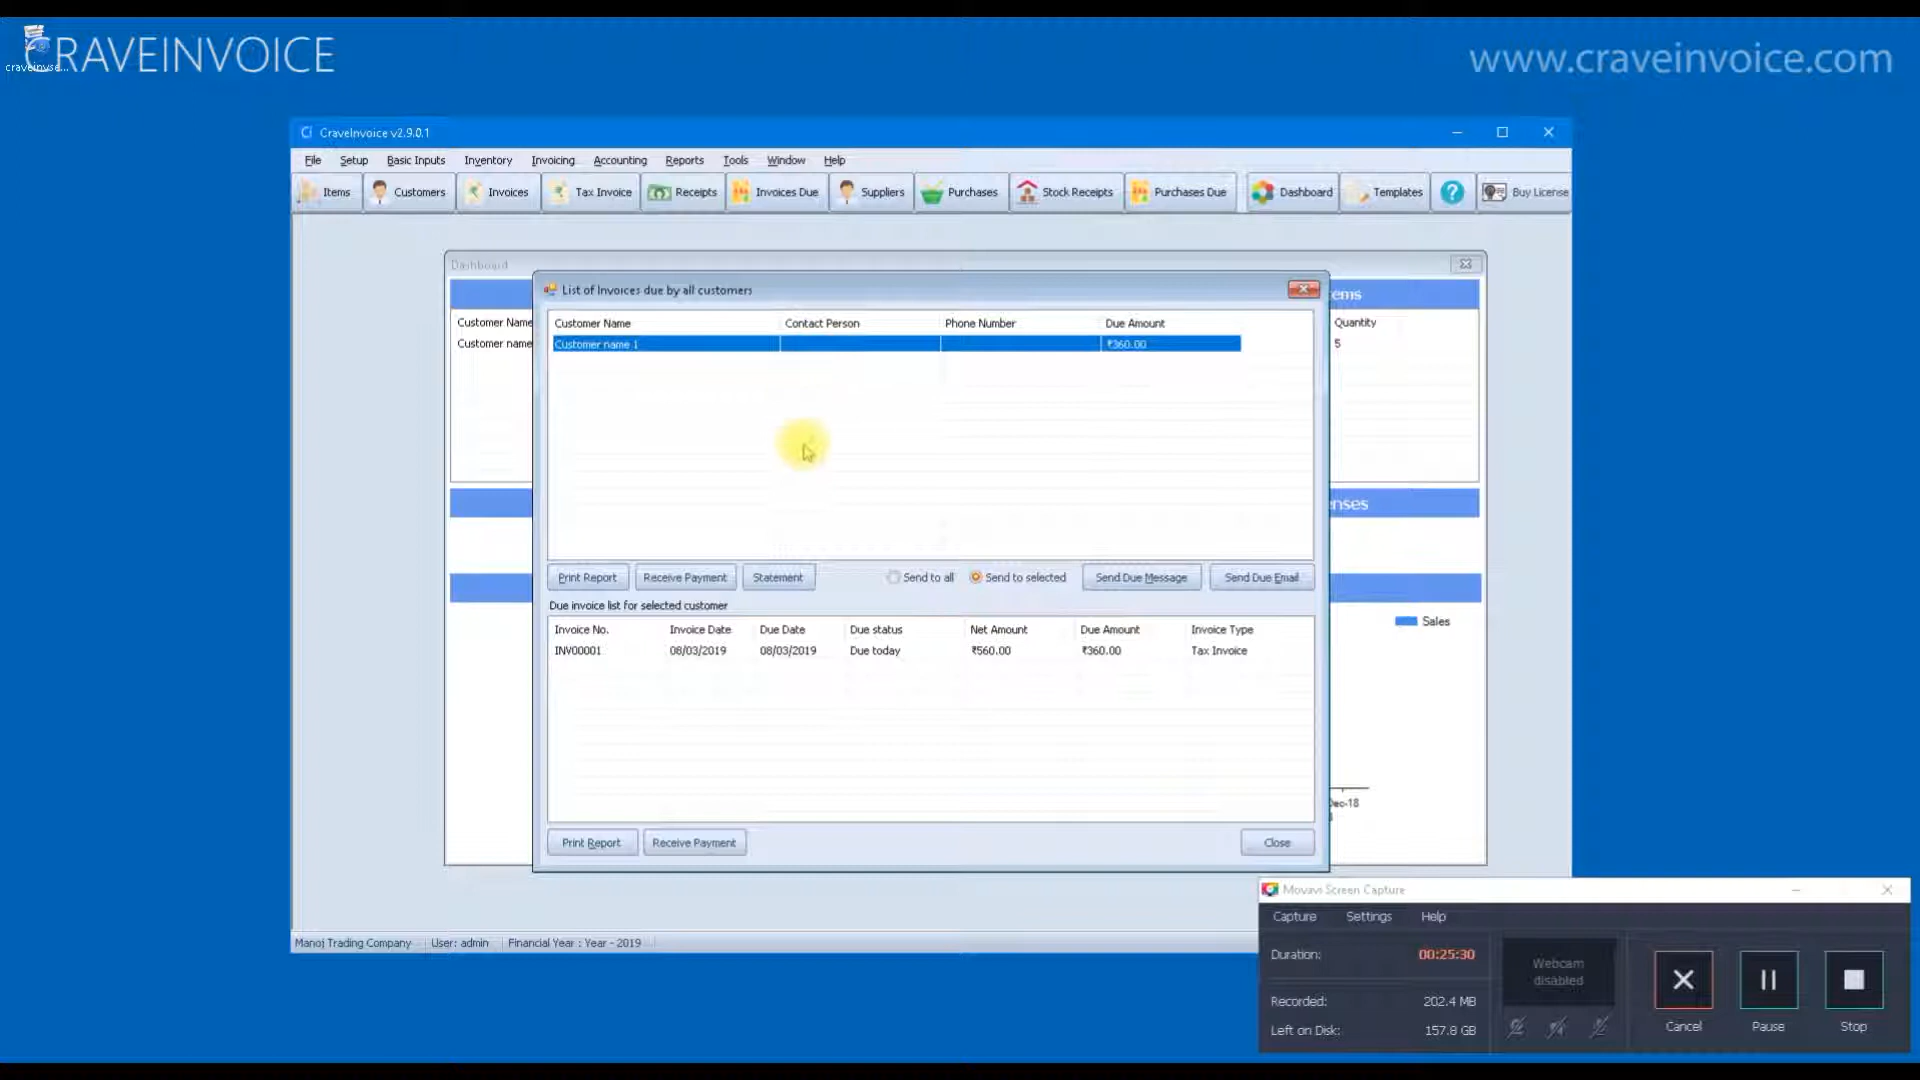 CRAVEINVOICE
www.craveinvoice.com
craveinvse...
CraveInvoice v2.9.0.1
File Setup Basic Inputs Inventory Invoicing Accounting Reports Tools Window Help
Items Customers Invoices Tax Invoice Receipts Invoices Due Suppliers Purchases Stock Receipts Purchases Due Dashboard Templates ? Buy License
Dashboard
List of Invoices due by all customers
ems
Customer Name
Customer name
Quantity
5
Customer Name Contact Person Phone Number Due Amount
Customer name 1 ₹360.00
enses
Print Report Receive Payment Statement Send to all Send to selected Send Due Message Send Due Email
Due invoice list for selected customer
Invoice No. Invoice Date Due Date Due status Net Amount Due Amount Invoice Type
INV00001 08/03/2019 08/03/2019 Due today ₹560.00 ₹360.00 Tax Invoice
Sales
Dec-18
Print Report Receive Payment Close
Manoj Trading Company User: admin Financial Year : Year - 2019
Movavi Screen Capture
Capture Settings Help
Duration: 00:25:30
Recorded: 202.4 MB
Left on Disk: 157.8 GB
Webcam
disabled
Cancel Pause Stop